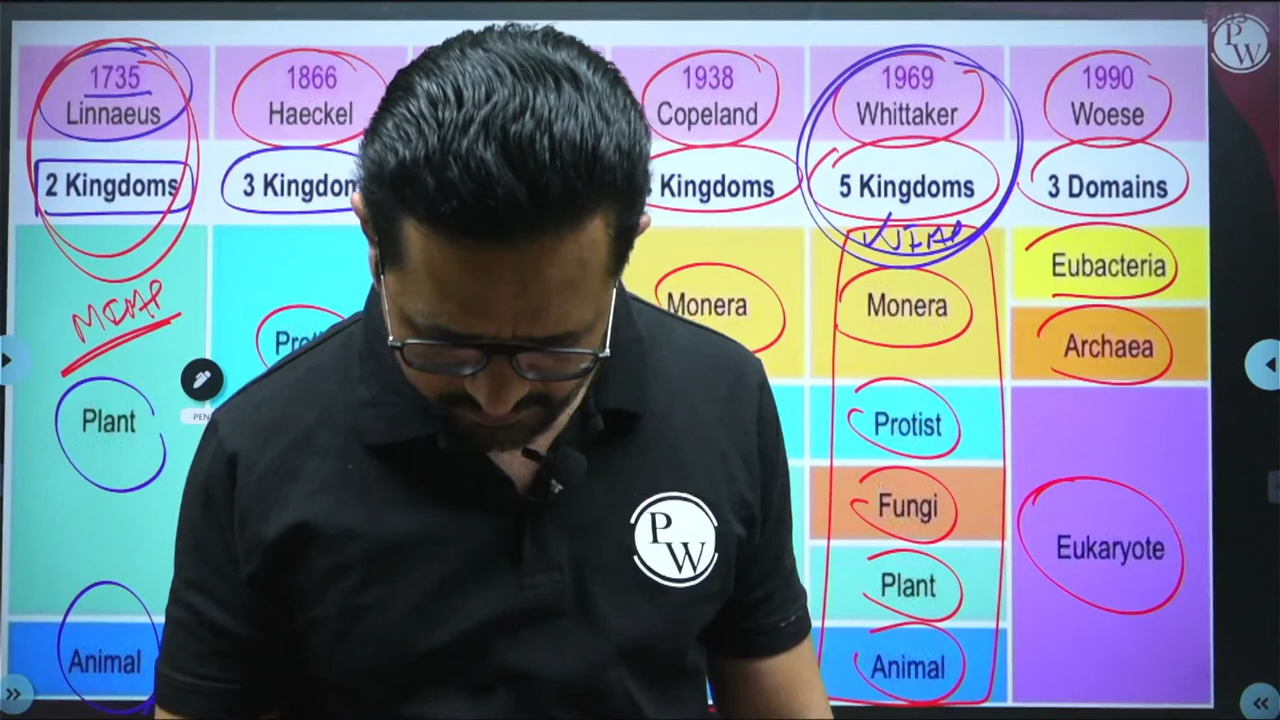 1735
Linnaeus
2 Kingdoms
Plant
Animal
1866
Haeckel
3
PEN
1938
Copeland
Kingdoms
Monera
1969
Whittaker
5 Kingdoms
Monera
Protist
Fungi
Plant
Animal
1990
Woese
3 Domains
Eubacteria
Archaea
Eukaryote
P
W
P
W